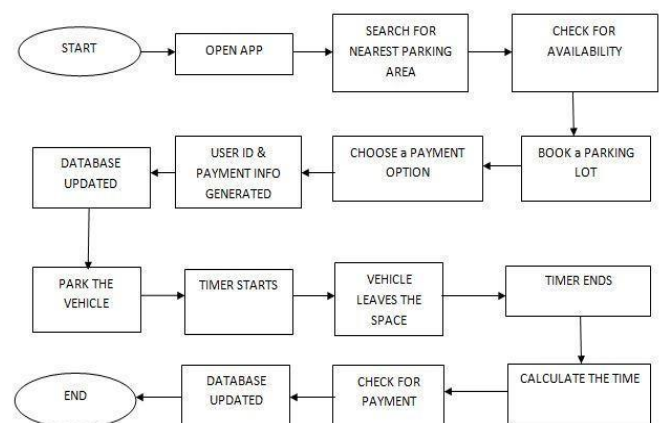 START
OPEN APP
SEARCH FOR
NEAREST PARKING
AREA
CHECK FOR
AVAILABILITY
BOOK a PARKING
LOT
CHOOSE a PAYMENT
OPTION
USER ID &
PAYMENT INFO
GENERATED
DATABASE
UPDATED
PARK THE
VEHICLE
TIMER STARTS
VEHICLE
LEAVES THE
SPACE
TIMER ENDS
CALCULATE THE TIME
CHECK FOR
PAYMENT
DATABASE
UPDATED
END